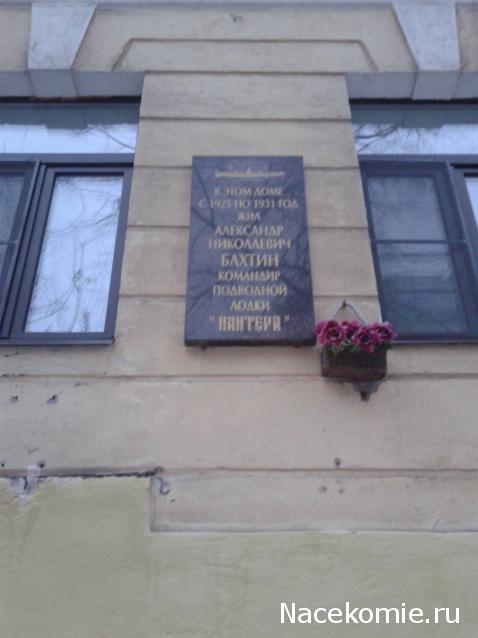 В ЭТОМ ДОМЕ
С 1925 ПО 1931 ГОД
ЖИЛ
АЛЕКСАНДР
НИКОЛАЕВИЧ
БАХТИН
КОМАНДИР
ПОДВОДНОЙ
ЛОДКИ
"ПАНТЕРА"
Nacekomie.ru